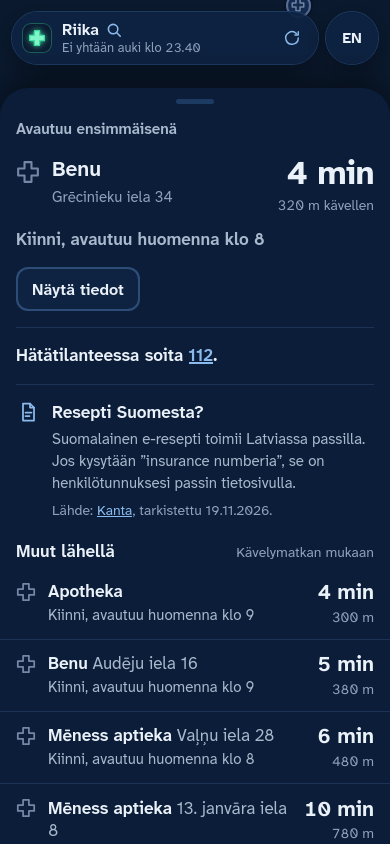 Riika
Ei yhtään auki klo 23.40
EN
Avautuu ensimmäisenä
Benu
4 min
Grēcinieku iela 34
320 m kävellen
Kiinni, avautuu huomenna klo 8
Näytä tiedot
Hätätilanteessa soita 112.
Resepti Suomesta?
Suomalainen e-resepti toimii Latviassa passilla.
Jos kysytään ”insurance numberia”, se on
henkilötunnuksesi passin tietosivulla.
Lähde: Kanta, tarkistettu 19.11.2026.
Muut lähellä
Kävelymatkan mukaan
Apotheka
4 min
Kiinni, avautuu huomenna klo 9
300 m
Benu Audēju iela 16
5 min
Kiinni, avautuu huomenna klo 9
380 m
Mēness aptieka Vaļņu iela 28
6 min
Kiinni, avautuu huomenna klo 8
480 m
Mēness aptieka 13. janvāra iela
10 min
8
780 m